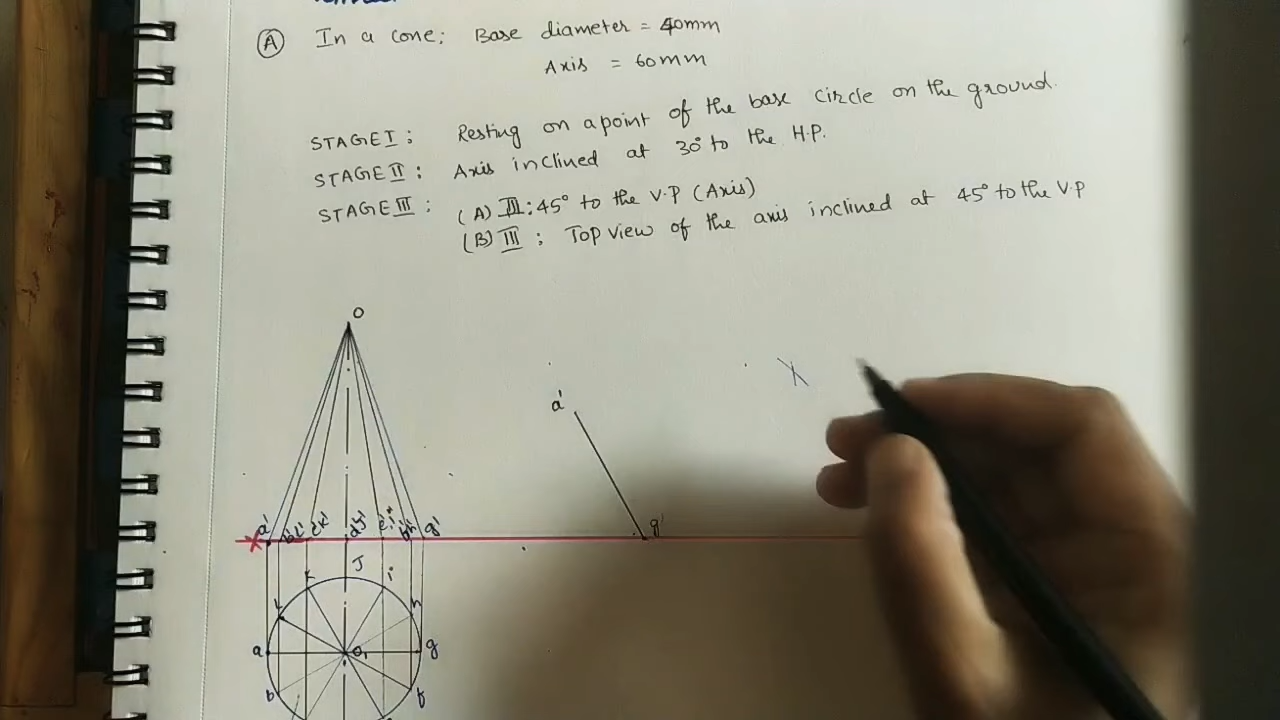 A In a cone; Base diameter = 40mm
Axis = 60mm
STAGE I : Resting on a point of the base circle on the ground.
STAGE II : Axis inclined at 30° to the H.P.
STAGE III : (A) III : 45° to the V.P (Axis)
(B) III ; Top view of the axis inclined at 45° to the V.P
O
a'
X a' b'l' c'k' d'j' g' g'
J
k i
l h
a O₁ g
b f